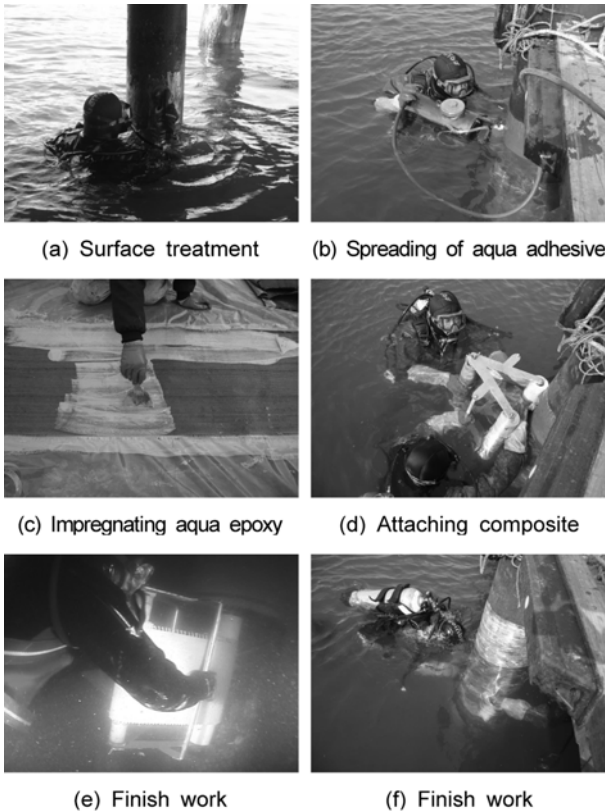 (a) Surface treatment
(b) Spreading of aqua adhesive
(c) Impregnating aqua epoxy
(d) Attaching composite
(e) Finish work
(f) Finish work